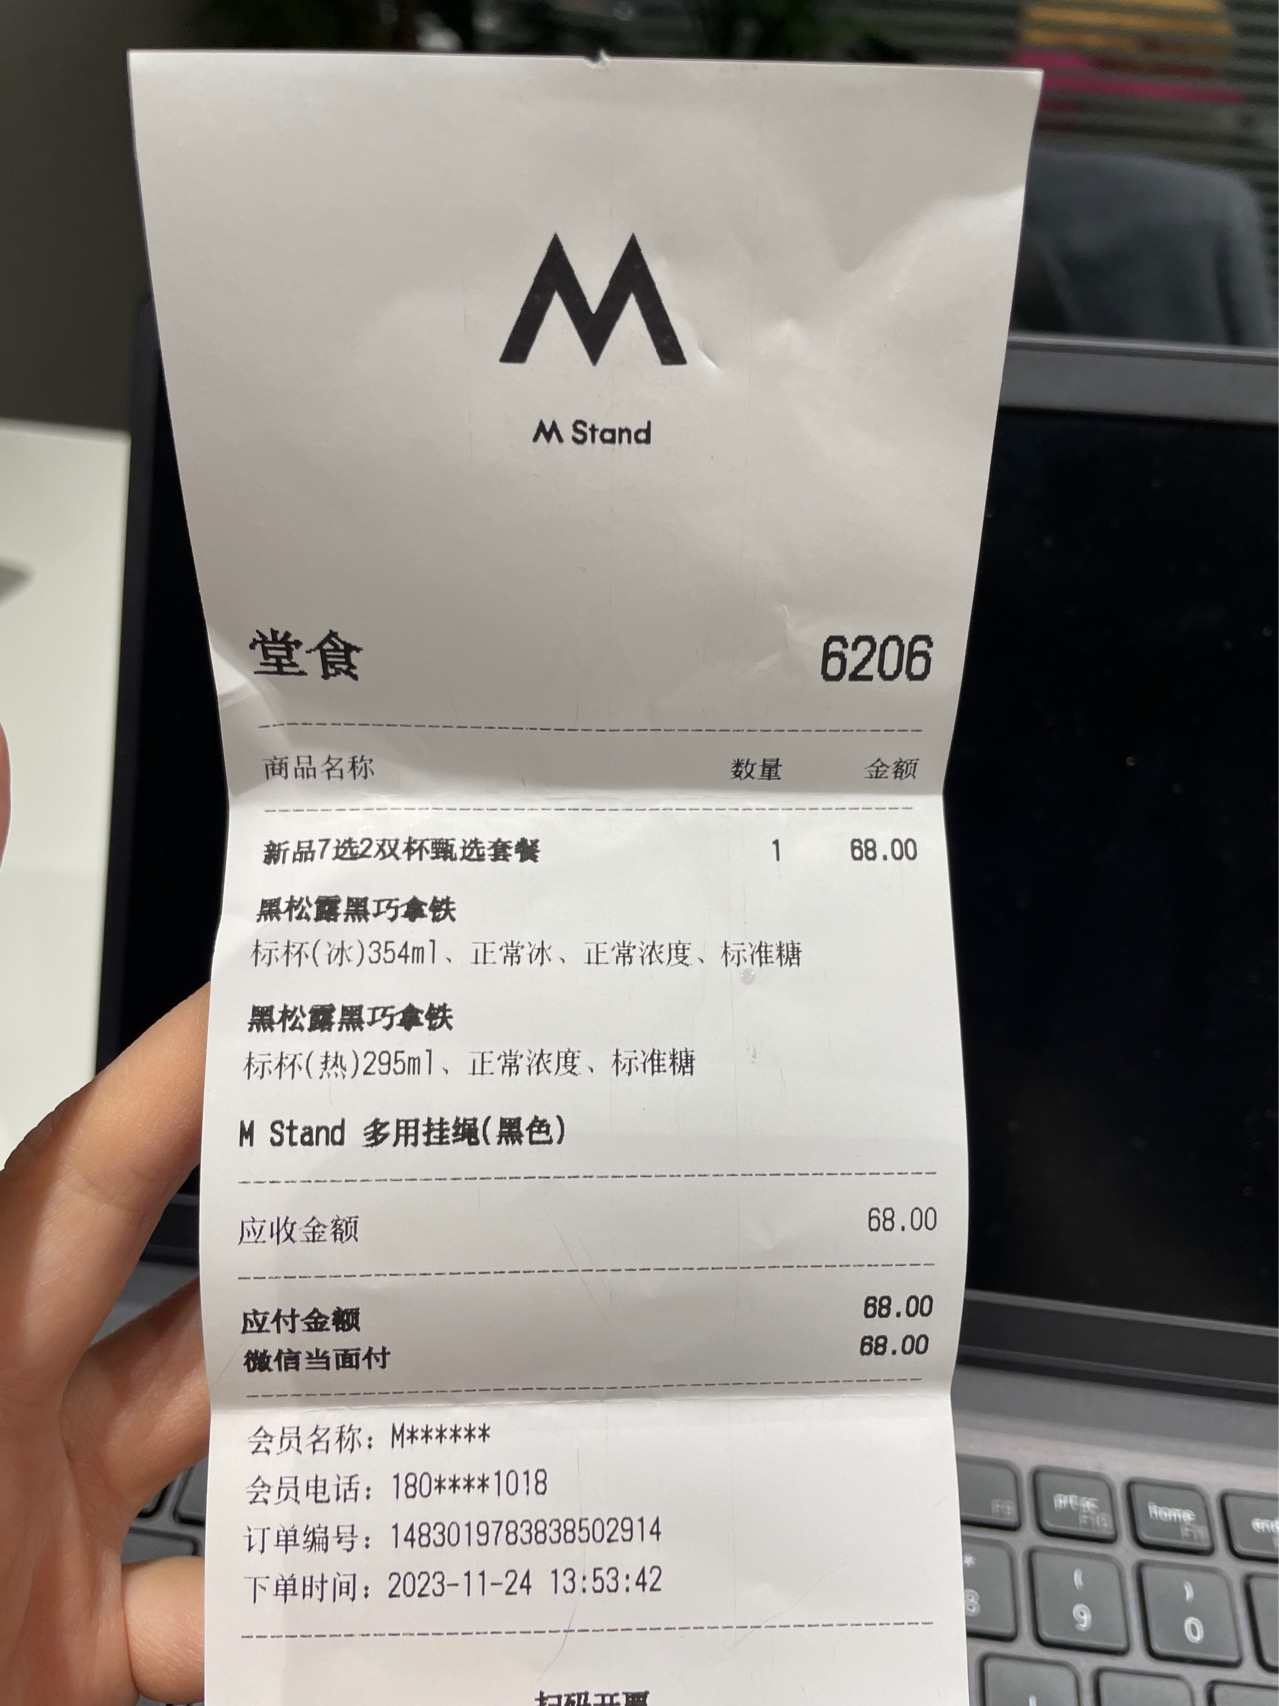 M Stand
堂食 6206
商品名称 数量 金额
新品7选2双杯甄选套餐 1 68.00
黑松露黑巧拿铁
标杯(冰)354ml、正常冰、正常浓度、标准糖
黑松露黑巧拿铁
标杯(热)295ml、正常浓度、标准糖
M Stand 多用挂绳(黑色)
应收金额 68.00
应付金额 68.00
微信当面付 68.00
会员名称：M******
会员电话：180****1018
订单编号：1483019783838502914
下单时间：2023-11-24 13:53:42
扫码开票
home
( 9
) 0